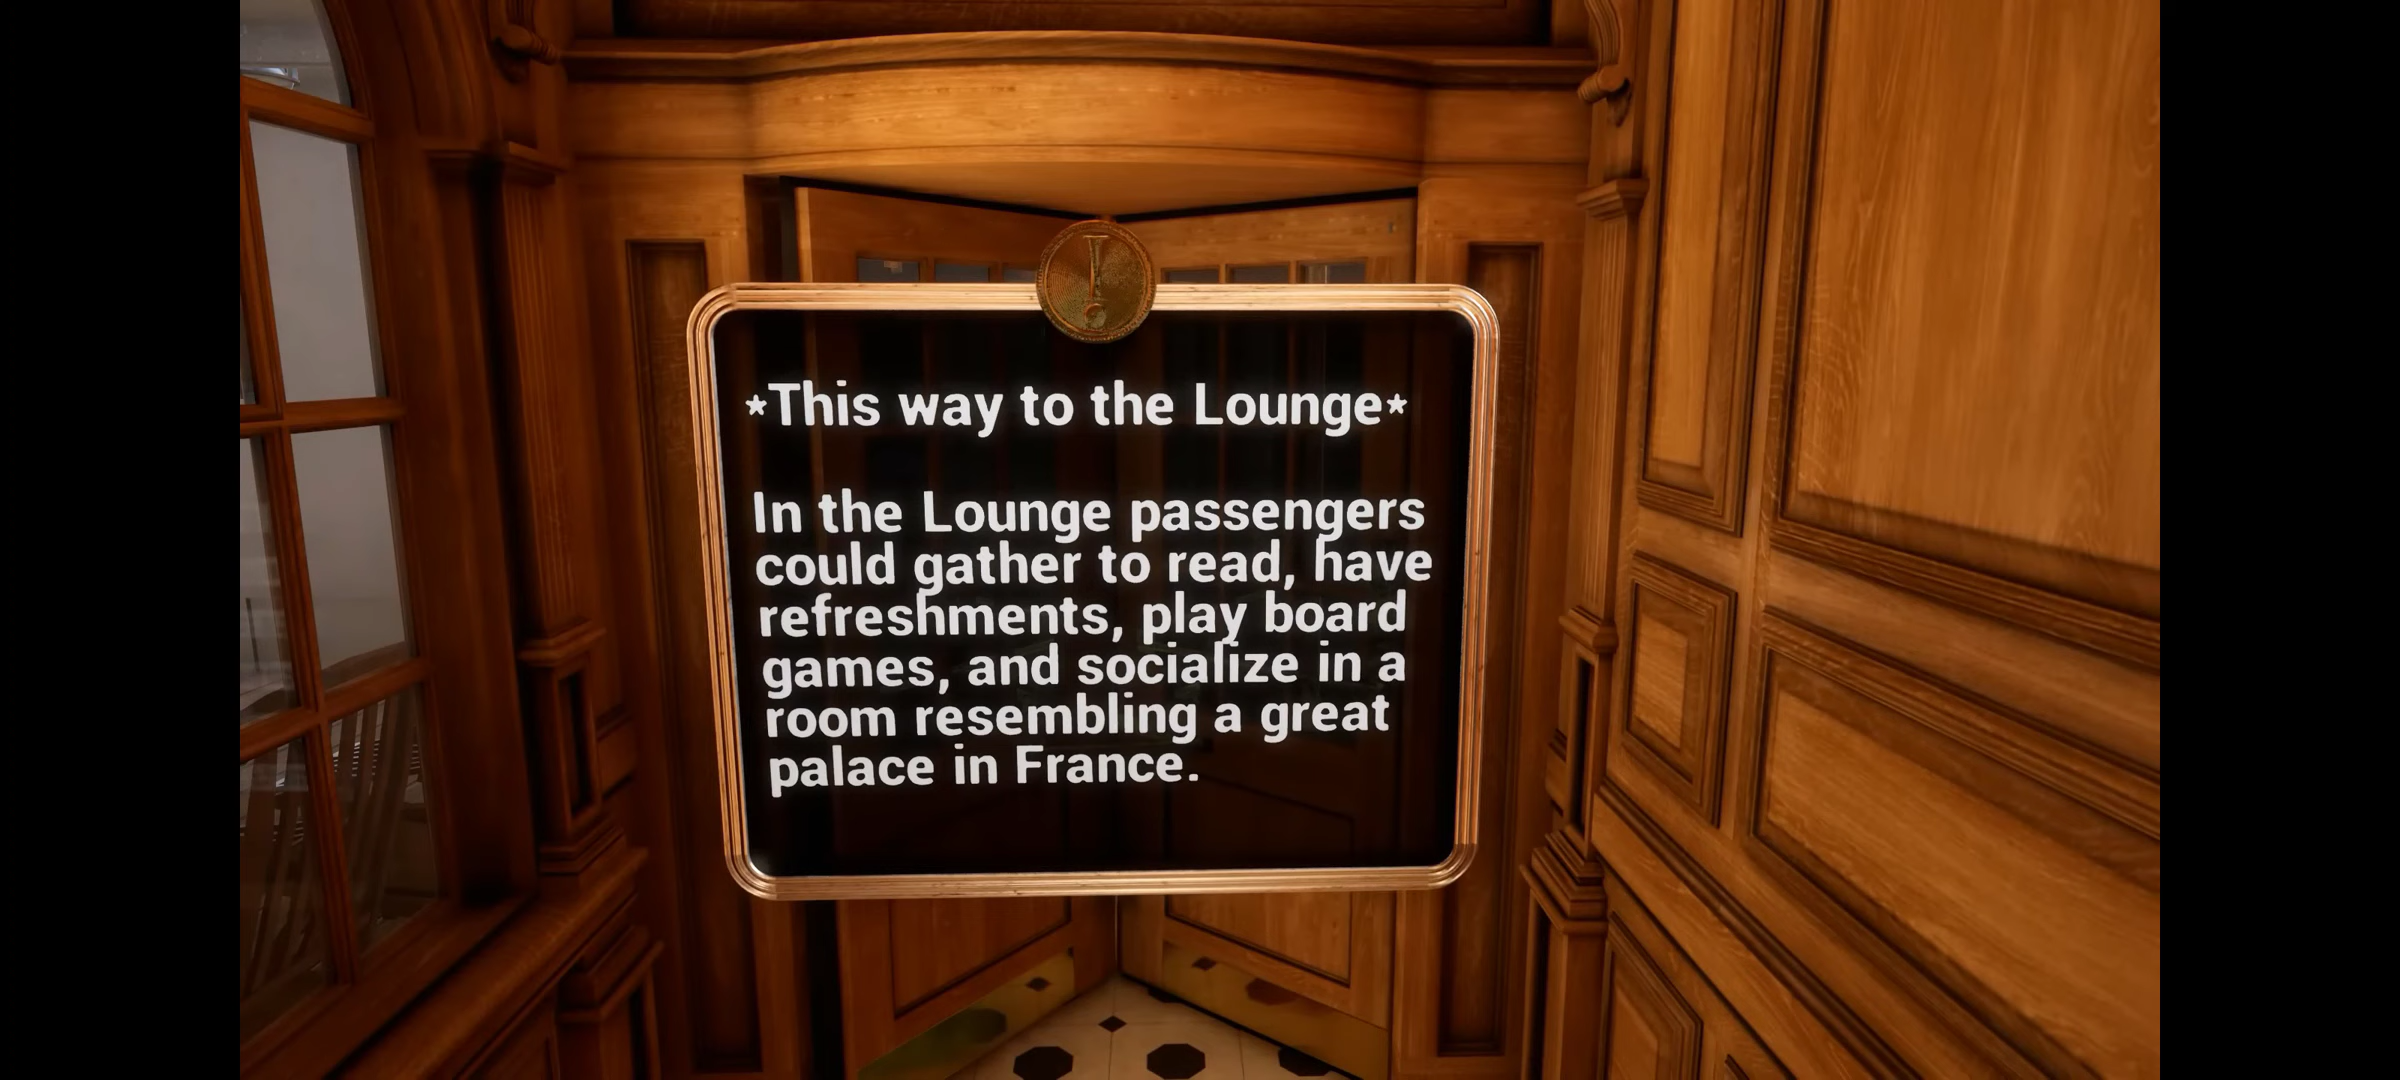 *This way to the Lounge*
In the Lounge passengers
could gather to read, have
refreshments, play board
games, and socialize in a
room resembling a great
palace in France.